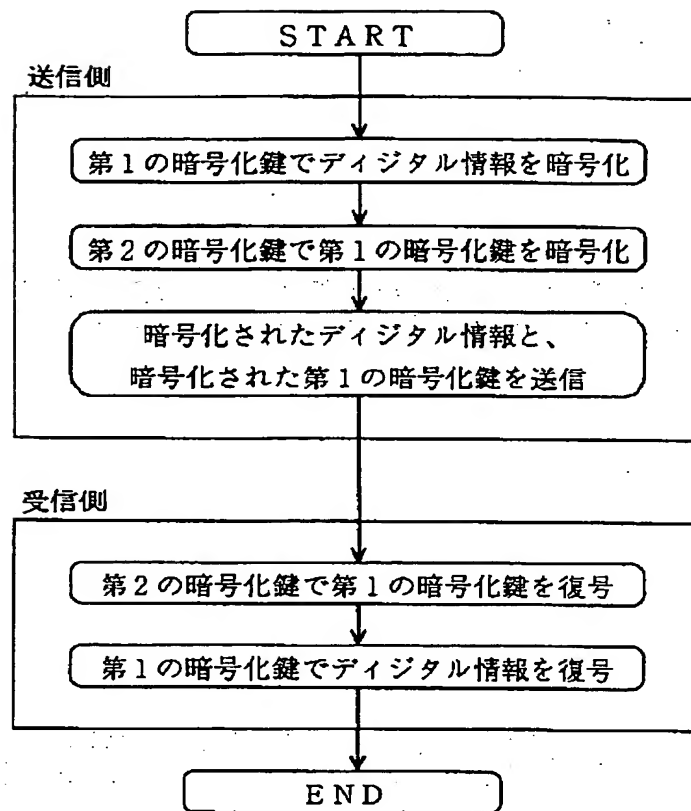 START
送信側
第1の暗号化鍵でディジタル情報を暗号化
第2の暗号化鍵で第1の暗号化鍵を暗号化
暗号化されたディジタル情報と、
暗号化された第1の暗号化鍵を送信
受信側
第2の暗号化鍵で第1の暗号化鍵を復号
第1の暗号化鍵でディジタル情報を復号
END